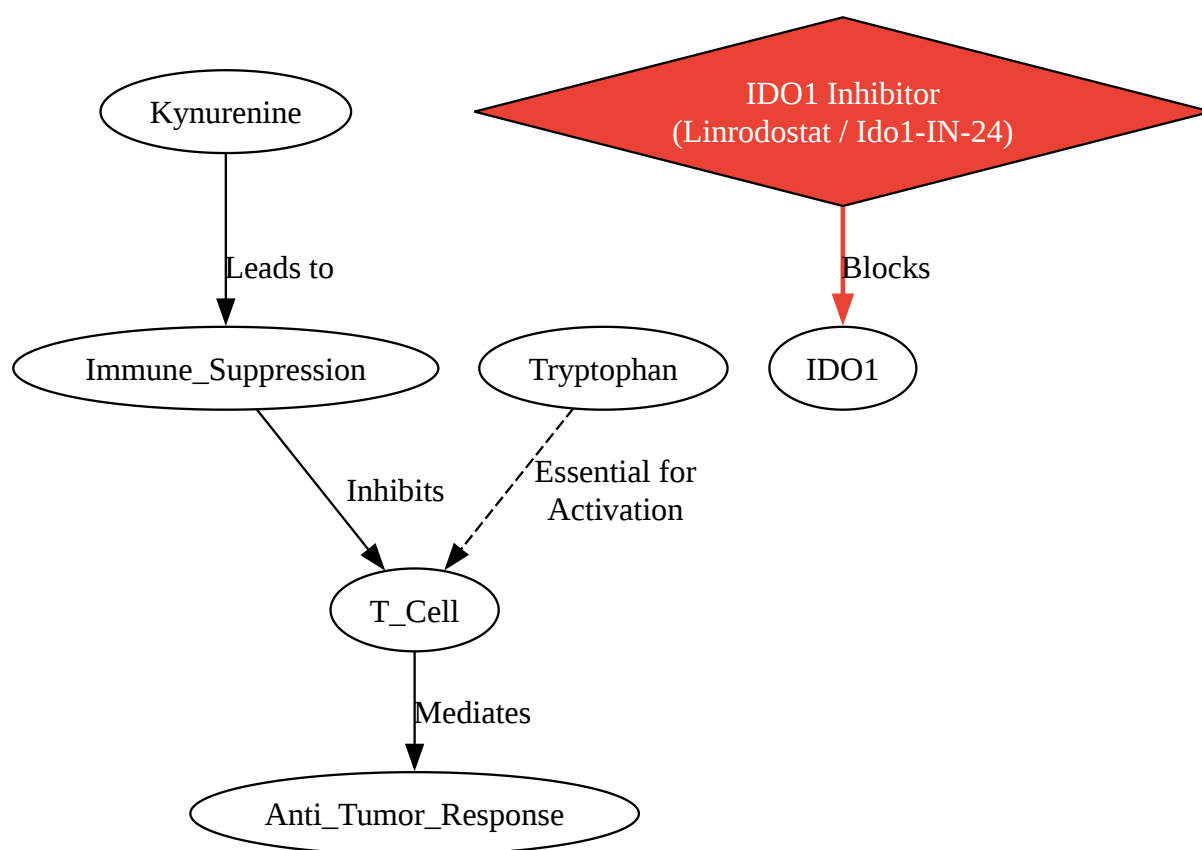 Kynurenine
IDO1 Inhibitor
(Linrodostat / Ido1-IN-24)
Leads to
Blocks
Immune_Suppression
Tryptophan
IDO1
Inhibits
Essential for
Activation
T_Cell
Mediates
Anti_Tumor_Response